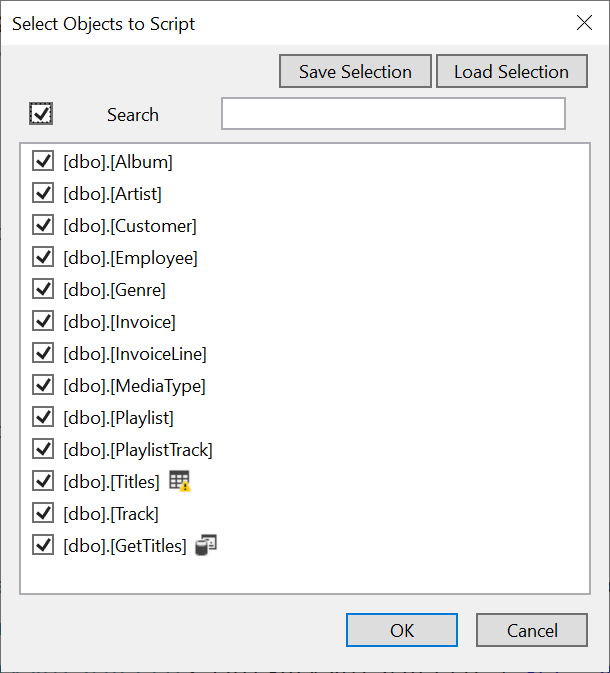 Select Objects to Script
Save Selection Load Selection
Search
[dbo].[Album]
[dbo].[Artist]
[dbo].[Customer]
[dbo].[Employee]
[dbo].[Genre]
[dbo].[Invoice]
[dbo].[InvoiceLine]
[dbo].[MediaType]
[dbo].[Playlist]
[dbo].[PlaylistTrack]
[dbo].[Titles]
[dbo].[Track]
[dbo].[GetTitles]
OK Cancel